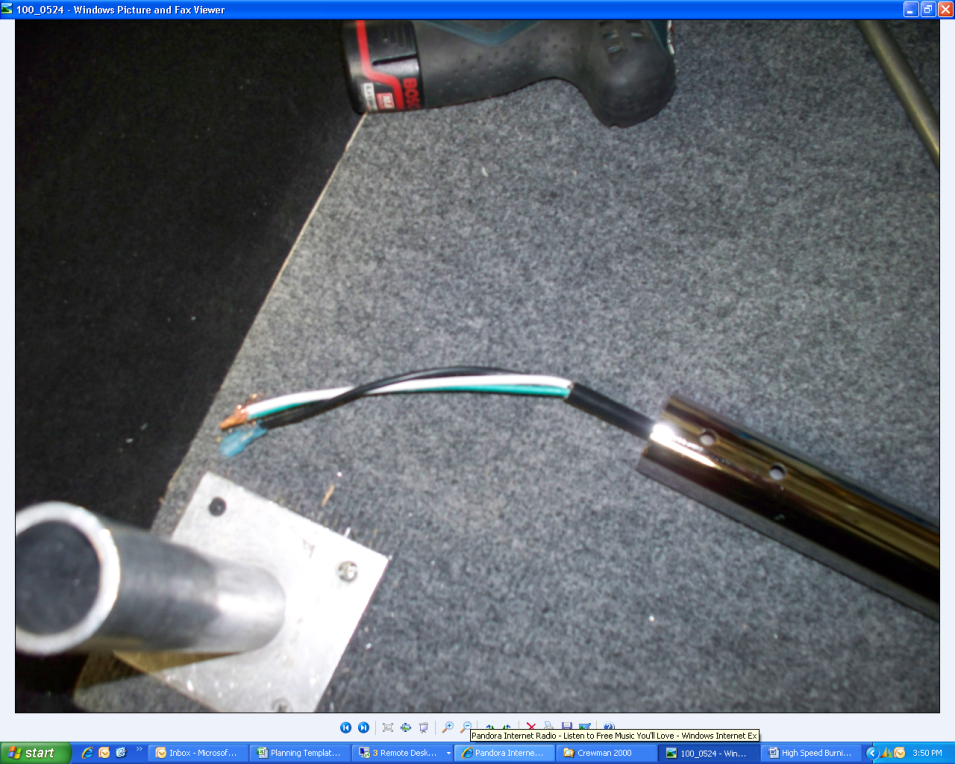 100_0524 - Windows Picture and Fax Viewer
BOSCH
Pandora Internet Radio - Listen to Free Music You'll Love - Windows Internet Ex
start
Inbox - Microsof...
Planning Templat...
3 Remote Desk...
Pandora Interne...
Crewman 2000
100_0524 - Win...
High Speed Burni...
3:50 PM